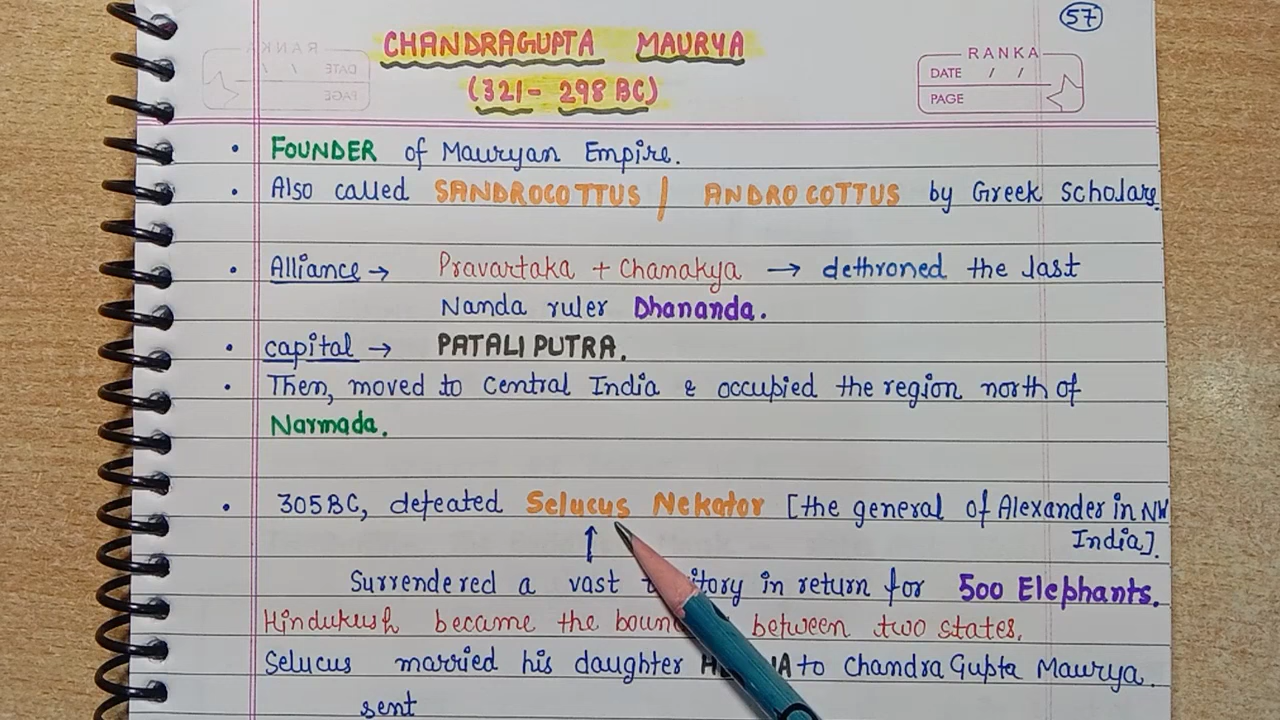 57
CHANDRAGUPTA MAURYA
(321- 298 BC)
RANKA
DATE / /
PAGE
RANKA
DATE / /
PAGE
• FOUNDER of Mauryan Empire.
• Also called SANDROCOTTUS / ANDROCOTTUS by Greek Scholars.
• Alliance → Pravartaka + Chanakya → dethroned the last
Nanda ruler Dhananda.
• capital → PATALIPUTRA.
• Then, moved to Central India & occupied the region north of
Narmada.
• 305BC, defeated Selucus Nekator [the general of Alexander in NW
India].
↑
Surrendered a vast in return for 500 Elephants.
Hindukush became the between two states.
Selucus married his daughter to Chandra Gupta Maurya.
sent